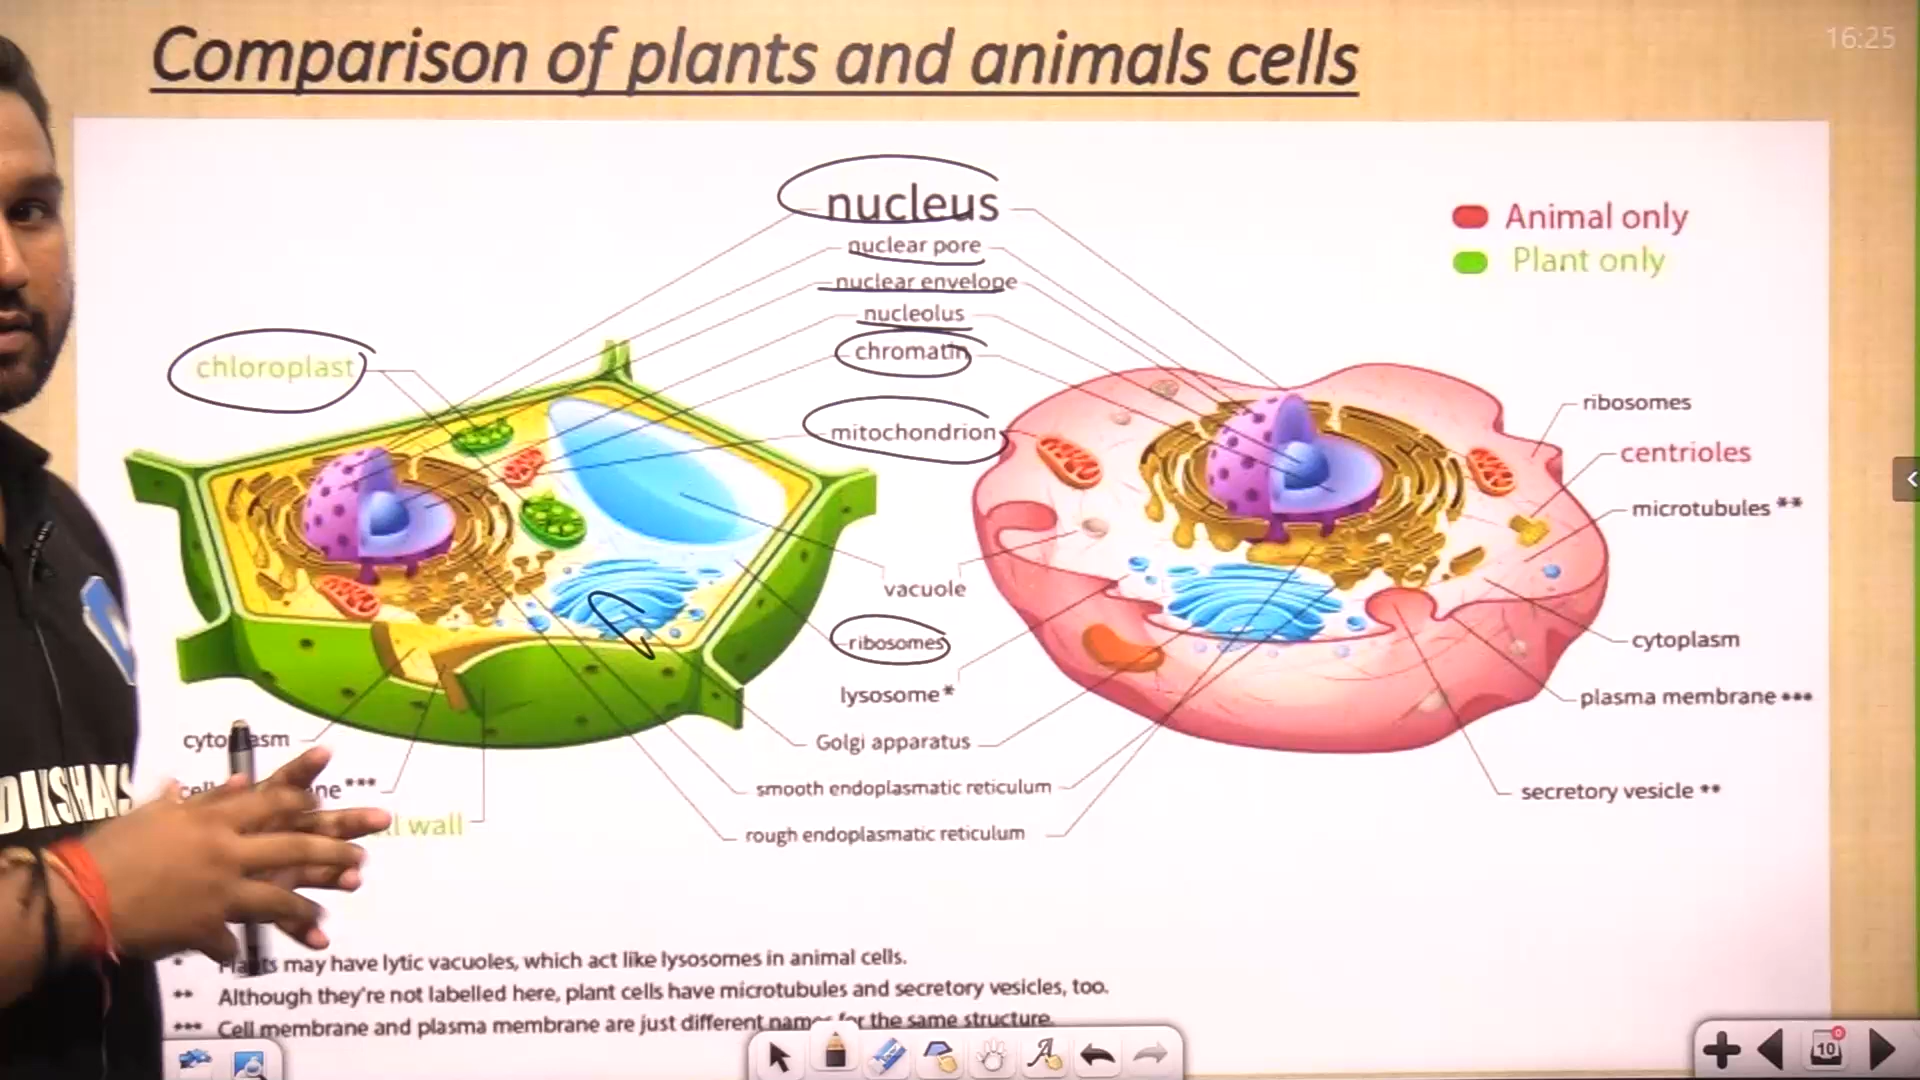 Comparison of plants and animals cells
16:25
nucleus
nuclear pore
nuclear envelope
nucleolus
chromatin
mitochondrion
chloroplast
Animal only
Plant only
ribosomes
centrioles
microtubules **
cytoplasm
plasma membrane ***
secretory vesicle **
vacuole
ribosomes
lysosome*
Golgi apparatus
smooth endoplasmatic reticulum
rough endoplasmatic reticulum
wall
* may have lytic vacuoles, which act like lysosomes in animal cells.
** Although they're not labelled here, plant cells have microtubules and secretory vesicles, too.
*** Cell membrane and plasma membrane are just different names for the same structure.
10
0